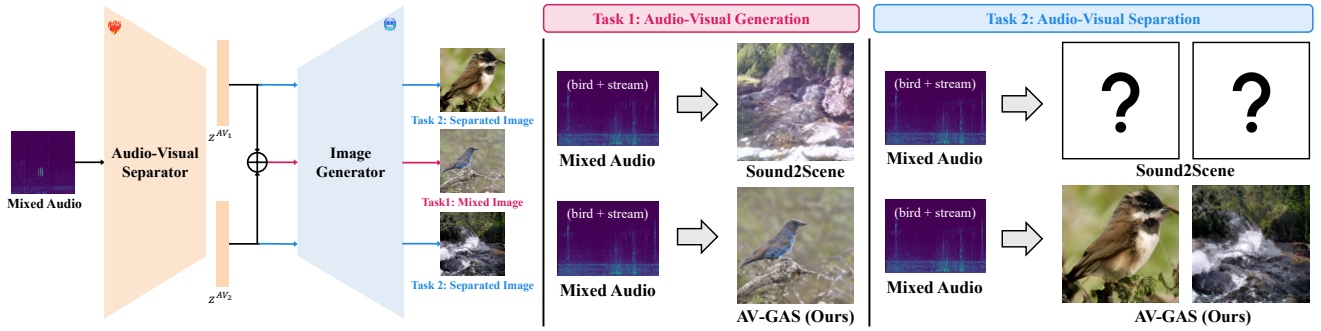 Mixed Audio
Audio-Visual
Separator
z^{AV_1}
z^{AV_2}
Image
Generator
Task 2: Separated Image
Task1: Mixed Image
Task 2: Separated Image
Task 1: Audio-Visual Generation
(bird + stream)
Mixed Audio
Sound2Scene
(bird + stream)
Mixed Audio
AV-GAS (Ours)
Task 2: Audio-Visual Separation
(bird + stream)
Mixed Audio
? ?
Sound2Scene
(bird + stream)
Mixed Audio
AV-GAS (Ours)